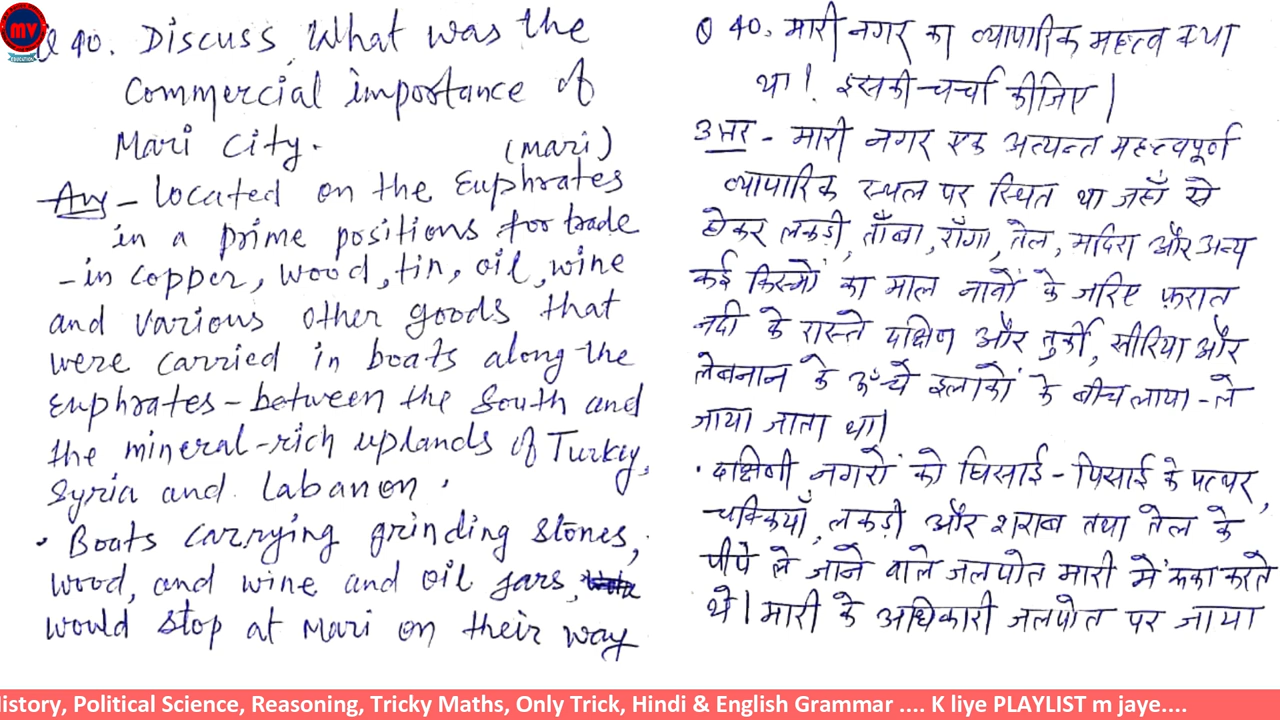 mv
EDUCATION
Q 40. Discuss, What was the
Commercial importance of
Mari City.
(mari)
Ans - Located on the Euphrates
in a prime positions for trade
- in copper, wood, tin, oil, wine
and various other goods that
were carried in boats along the
Euphrates - between the South and
the mineral-rich uplands of Turkey,
Syria and Labanon.
• Boats carrying grinding stones,
wood, and wine and oil jars,
would stop at Mari on their way
Q 40. मारी नगर का व्यापारिक महत्त्व क्या
था! इसकी चर्चा कीजिए।
उत्तर - मारी नगर एक अत्यन्त महत्त्वपूर्ण
व्यापारिक स्थल पर स्थित था जहाँ से
होकर लकड़ी, ताँबा, राँगा, तेल, मदिरा और अन्य
कई किस्मों का माल नावों के जरिए फ़रात
नदी के रास्ते दक्षिण और तुर्की, सीरिया और
लेबनान के ऊँचे इलाकों के बीच लाया-ले
जाया जाता था।
• दक्षिणी नगरों को घिसाई-पिसाई के पत्थर,
चक्कियाँ, लकड़ी और शराब तथा तेल के
पीपे ले जाने वाले जलपोत मारी में रुका करते
थे। मारी के अधिकारी जलपोत पर जाया
History, Political Science, Reasoning, Tricky Maths, Only Trick, Hindi & English Grammar .... K liye PLAYLIST m jaye....